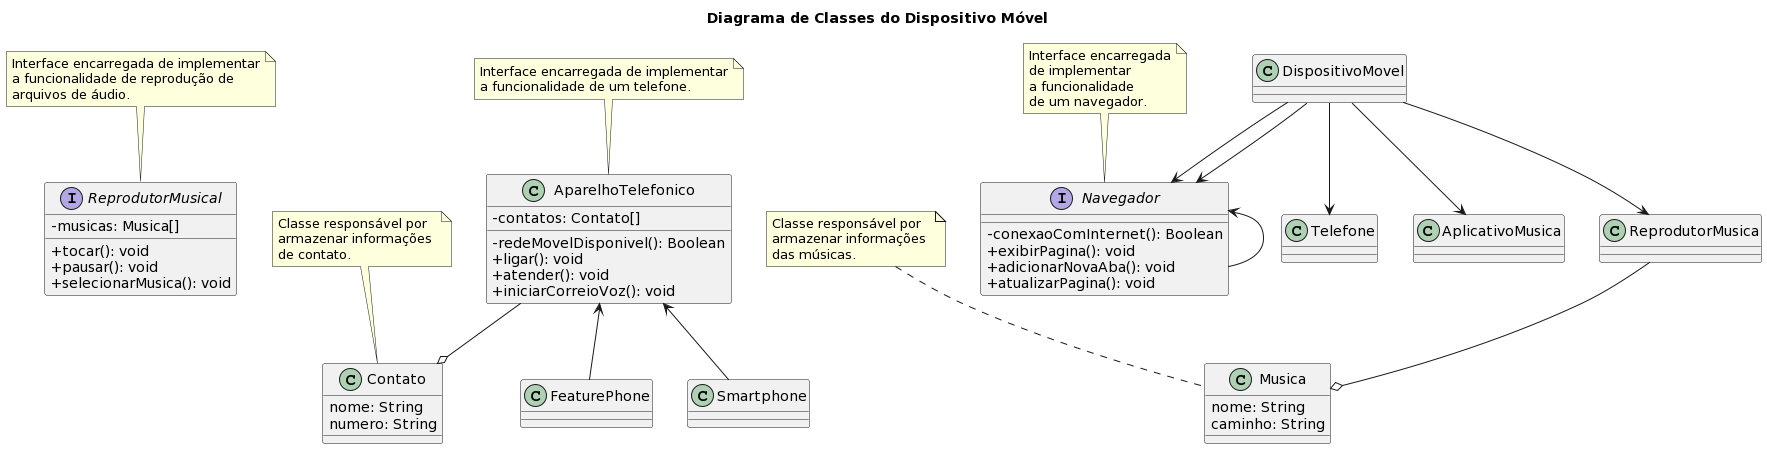 Diagrama de Classes do Dispositivo Móvel
Interface encarregada de implementar
a funcionalidade de reprodução de
arquivos de áudio.
Interface encarregada de implementar
a funcionalidade de um telefone.
Interface encarregada
de implementar
a funcionalidade
de um navegador.
C DispositivoMovel
I ReprodutorMusical
-musicas: Musica[]
+tocar(): void
+pausar(): void
+selecionarMusica(): void
Classe responsável por
armazenar informações
de contato.
C AparelhoTelefonico
-contatos: Contato[]
-redeMovelDisponivel(): Boolean
+ligar(): void
+atender(): void
+iniciarCorreioVoz(): void
Classe responsável por
armazenar informações
das músicas.
I Navegador
-conexaoComInternet(): Boolean
+exibirPagina(): void
+adicionarNovaAba(): void
+atualizarPagina(): void
C Telefone
C AplicativoMusica
C ReprodutorMusica
C Contato
nome: String
numero: String
C FeaturePhone
C Smartphone
C Musica
nome: String
caminho: String